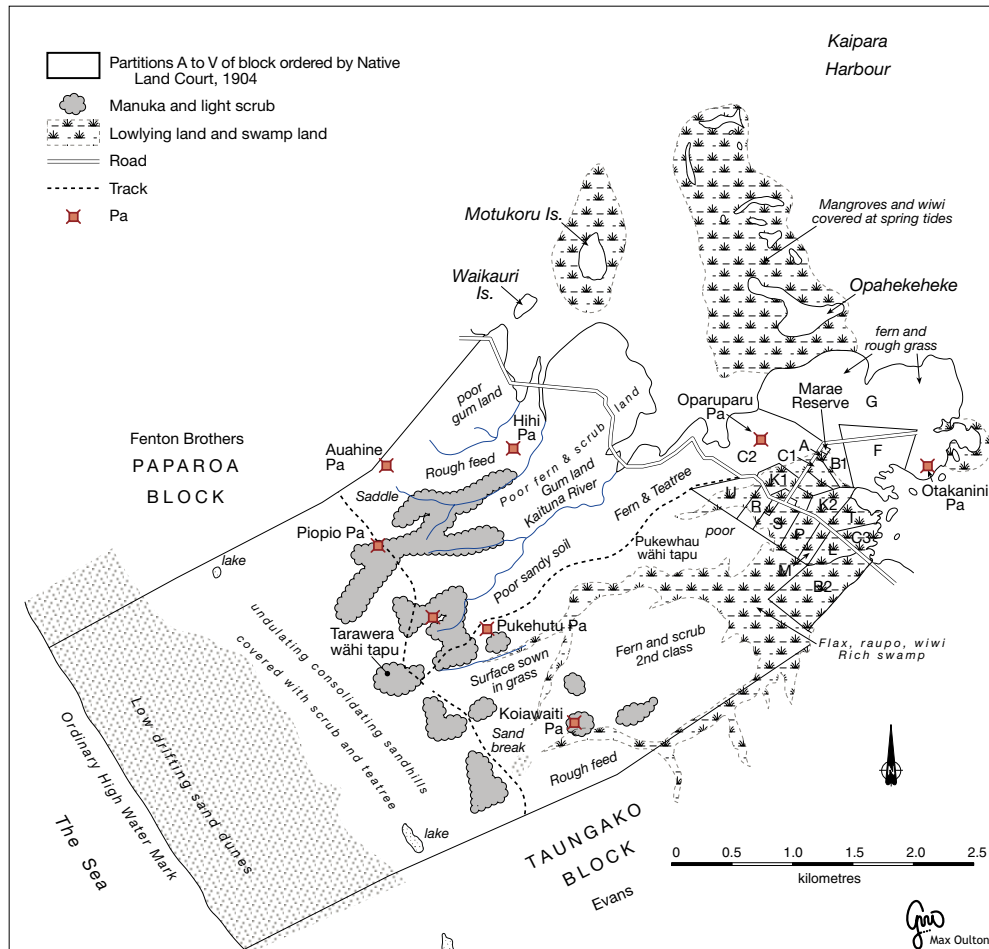 Partitions A to V of block ordered by Native
Land Court, 1904
Manuka and light scrub
Lowlying land and swamp land
Road
Track
Pa
Kaipara
Harbour
Mangroves and wiwi
covered at spring tides
Motukoru Is.
Waikauri
Is.
Opahekeheke
fern and
rough grass
Marae
Reserve
G
Oparuparu
Pa
poor
gum land
Hihi
Pa
Fenton Brothers
PAPAROA
BLOCK
Auahine
Pa
Rough feed
Saddle
Poor fern & scrub land
Gum land
Kaituna River
Fern & Teatree
C2
C1
A
B1
F
Otakanini
Pa
K1
U
R
S
K2
P
I
L
C3
M
B2
Piopio Pa
lake
Poor sandy soil
poor
Pukewhau
wāhi tapu
Tarawera
wāhi tapu
Pukehutu Pa
Surface sown
in grass
Fern and scrub
2nd class
Flax, raupo, wiwi
Rich swamp
undulating consolidating sandhills
covered with scrub and teatree
Koiawaiti
Pa
Sand
break
Rough feed
Low drifting sand dunes
Ordinary High Water Mark
The Sea
lake
TAUNGAKO
BLOCK
Evans
N
0 0.5 1.0 1.5 2.0 2.5
kilometres
Max Oulton